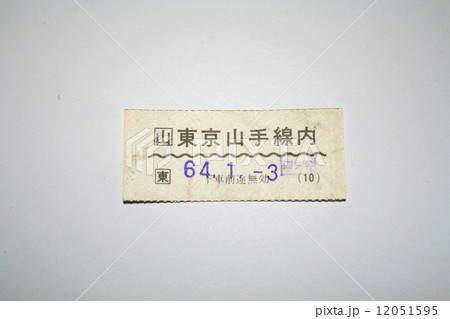 山 東京山手線内
64.1.-3
東 下車前途無効 (10)
12051595